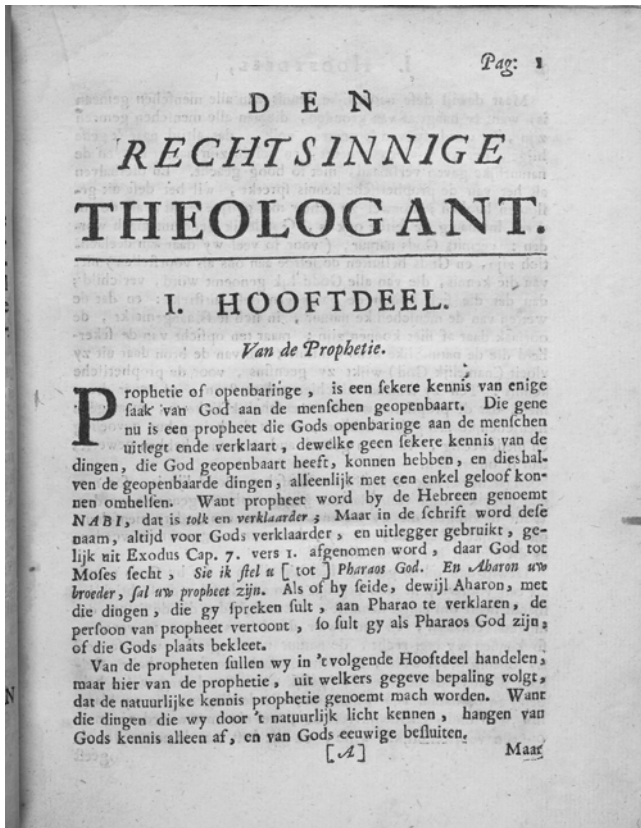 Pag: 1
DEN
RECHTSINNIGE
THEOLOGANT.
I. HOOFTDEEL.
Van de Prophetie.
Prophetie of openbaringe, is een ſekere kennis van enige
ſaak van God aan de menſchen geopenbaart. Die gene
nu is een propheet die Gods openbaringe aan de menſchen
uitlegt ende verklaart, dewelke geen ſekere kennis van de
dingen, die God geopenbaart heeft, konnen hebben, en dieshal-
ven de geopenbaarde dingen, alleenlijk met een enkel geloof kon-
nen omhelſen. Want propheet word by de Hebreen genoemt
NABI, dat is tolk en verklaarder; Maar in de ſchrift word deſe
naam, altijd voor Gods verklaarder, en uitlegger gebruikt, ge-
lijk uit Exodus Cap. 7. vers 1. afgenomen word, daar God tot
Moſes ſecht, Sie ik ſtel u [ tot ] Pharaos God. En Aharon uw
broeder, ſal uw propheet zijn. Als of hy ſeide, dewijl Aharon, met
die dingen, die gy ſpreken ſult, aan Pharao te verklaren, de
perſoon van propheet vertoont, ſo ſult gy als Pharaos God zijn,
of die Gods plaats bekleet.
Van de propheten ſullen wy in 't volgende Hooftdeel handelen,
maar hier van de prophetie, uit welkers gegeve bepaling volgt,
dat de natuurlijke kennis prophetie genoemt mach worden. Want
die dingen die wy door 't natuurlijk licht kennen, hangen van
Gods kennis alleen af, en van Gods eeuwige beſluiten.
[A] Maar